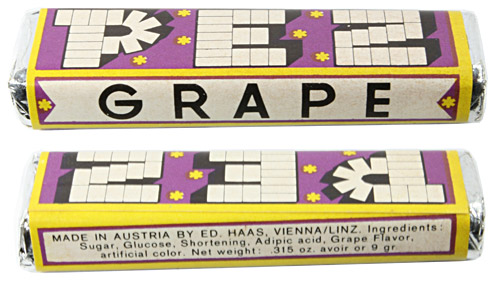 PEZ
GRAPE
PEZ
MADE IN AUSTRIA BY ED. HAAS, VIENNA/LINZ. Ingredients:
Sugar, Glucose, Shortening, Adipic acid, Grape Flavor,
artificial color. Net weight: .315 oz. avoir or 9 gr.